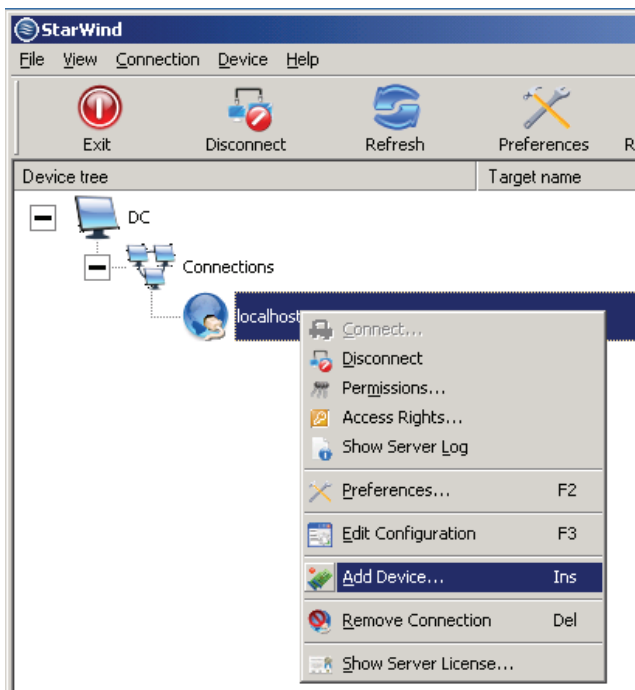 StarWind
File View Connection Device Help
Exit Disconnect Refresh Preferences R
Device tree Target name
DC
Connections
localhost
Connect...
Disconnect
Permissions...
Access Rights...
Show Server Log
Preferences... F2
Edit Configuration F3
Add Device... Ins
Remove Connection Del
Show Server License...